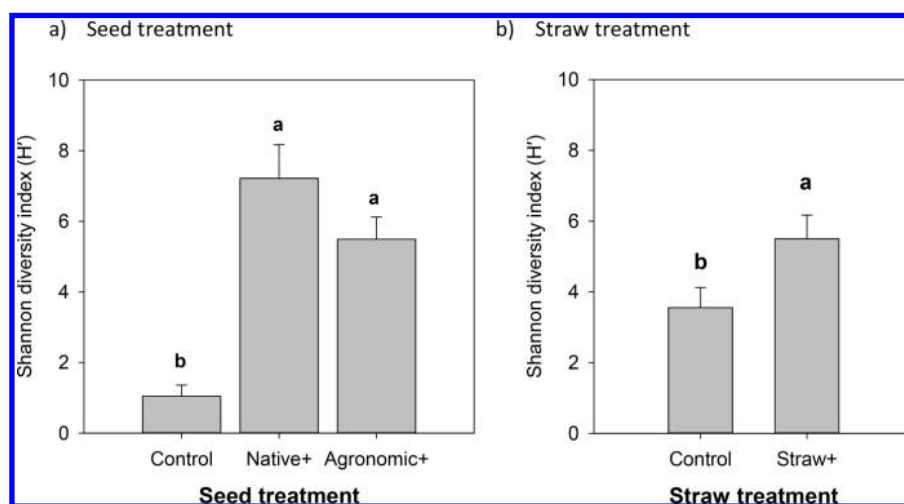 a) Seed treatment
b) Straw treatment
Shannon diversity index (H')
10
8
6
4
2
0
b
a
a
Control Native+ Agronomic+
Seed treatment
Shannon diversity index (H')
10
8
6
4
2
0
b
a
Control Straw+
Straw treatment